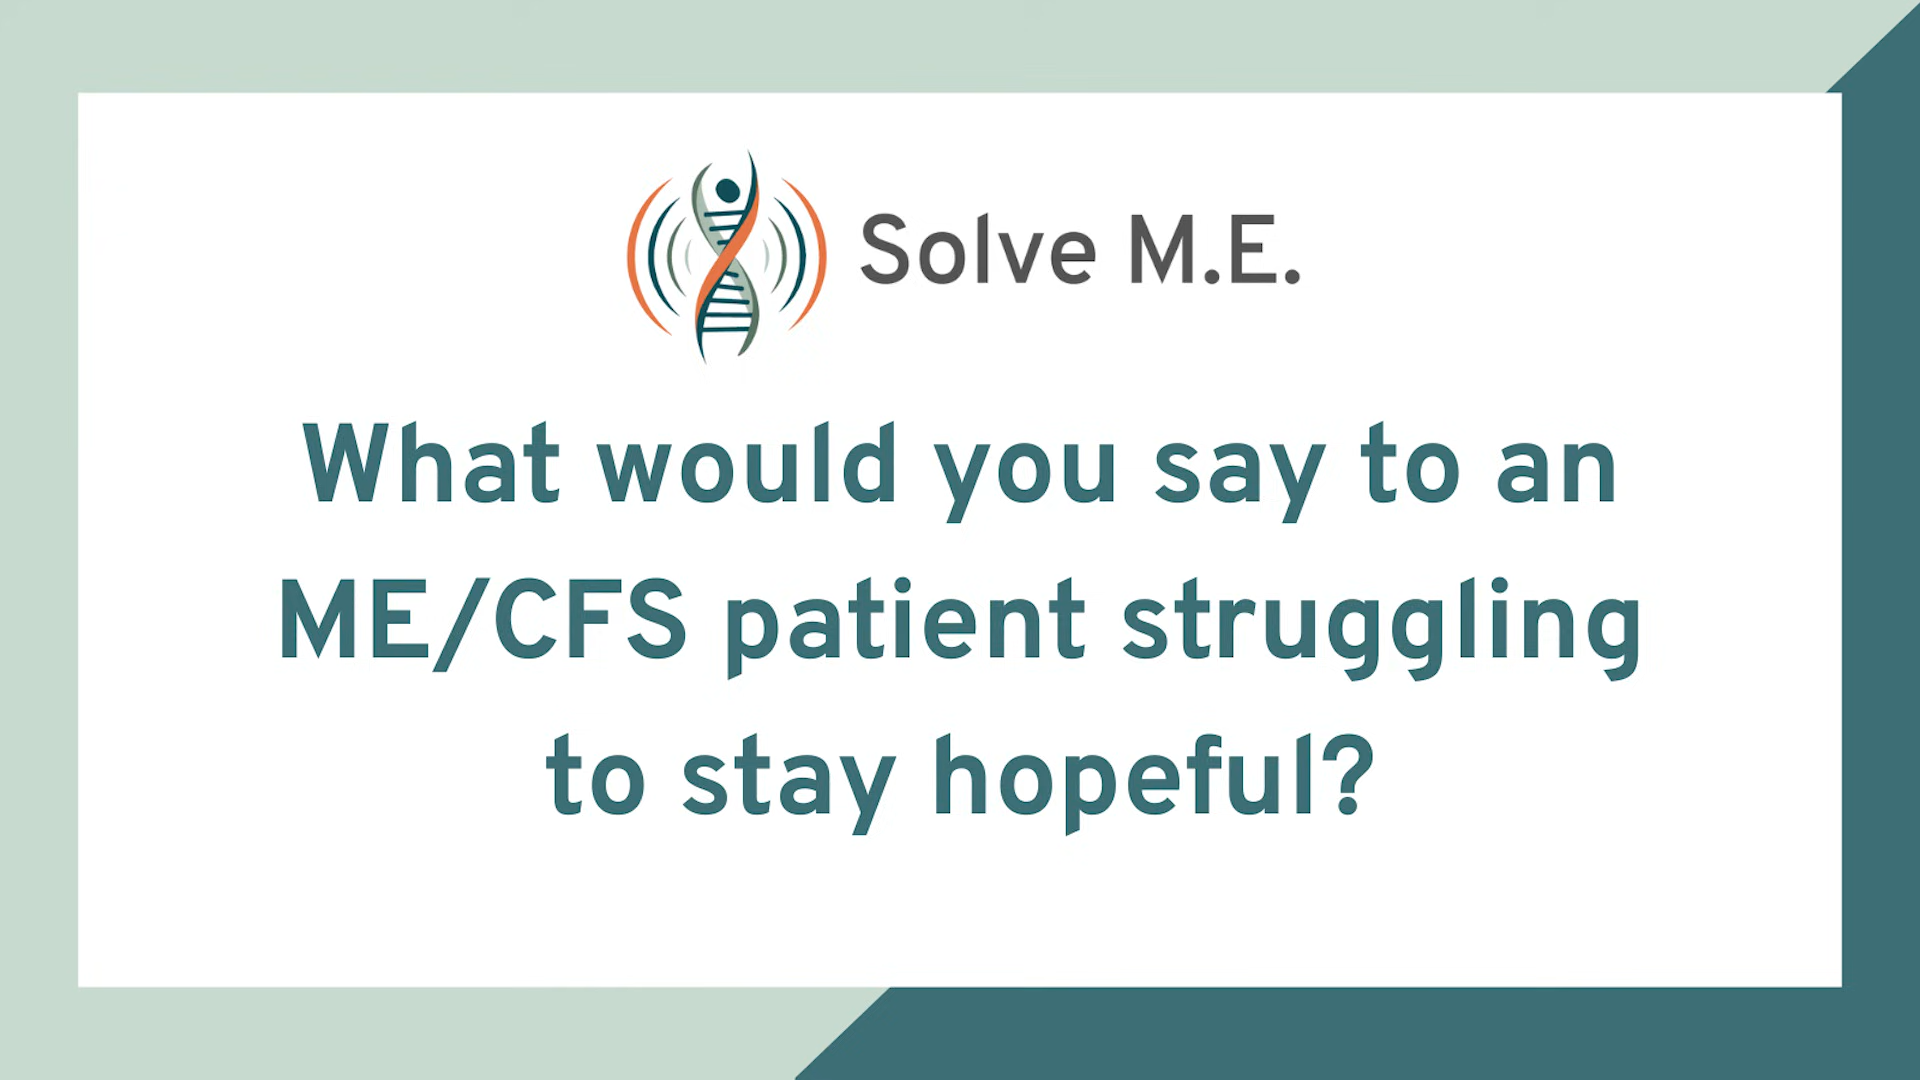 Solve M.E.
What would you say to an
ME/CFS patient struggling
to stay hopeful?